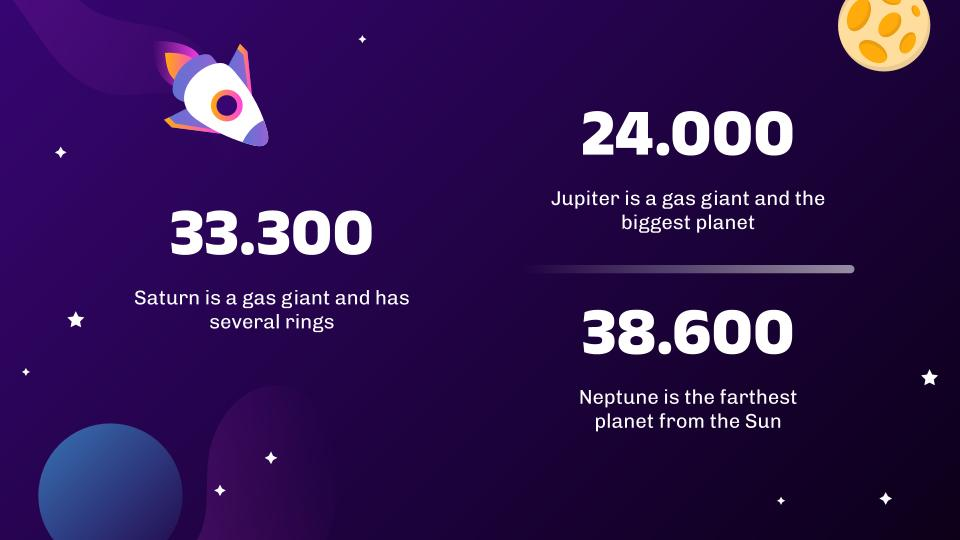 33.300
Saturn is a gas giant and has
several rings
24.000
Jupiter is a gas giant and the
biggest planet
38.600
Neptune is the farthest
planet from the Sun